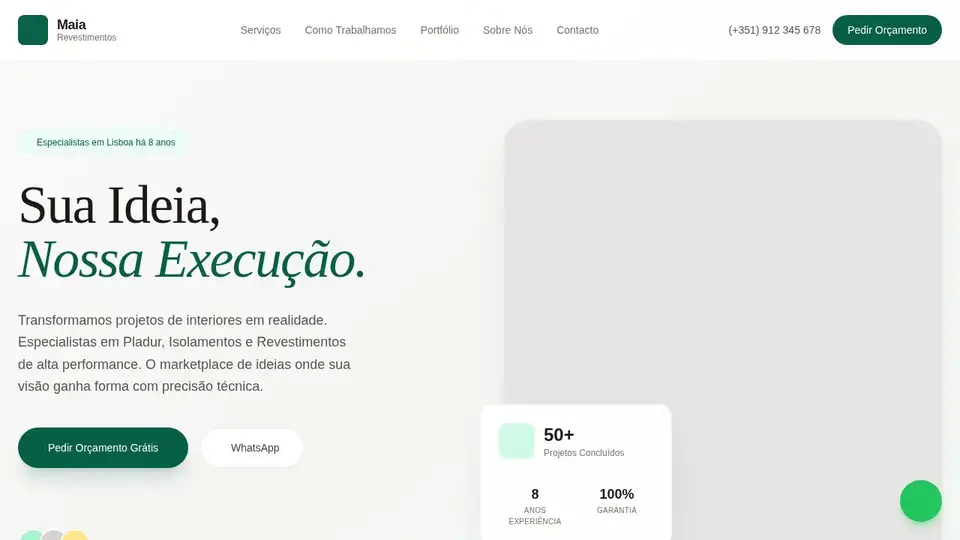 Maia
Revestimentos
Serviços
Como Trabalhamos
Portfólio
Sobre Nós
Contacto
(+351) 912 345 678
Pedir Orçamento
Especialistas em Lisboa há 8 anos
Sua Ideia,
Nossa Execução.
Transformamos projetos de interiores em realidade.
Especialistas em Pladur, Isolamentos e Revestimentos
de alta performance. O marketplace de ideias onde sua
visão ganha forma com precisão técnica.
Pedir Orçamento Grátis
WhatsApp
50+
Projetos Concluídos
8
ANOS
EXPERIÊNCIA
100%
GARANTIA